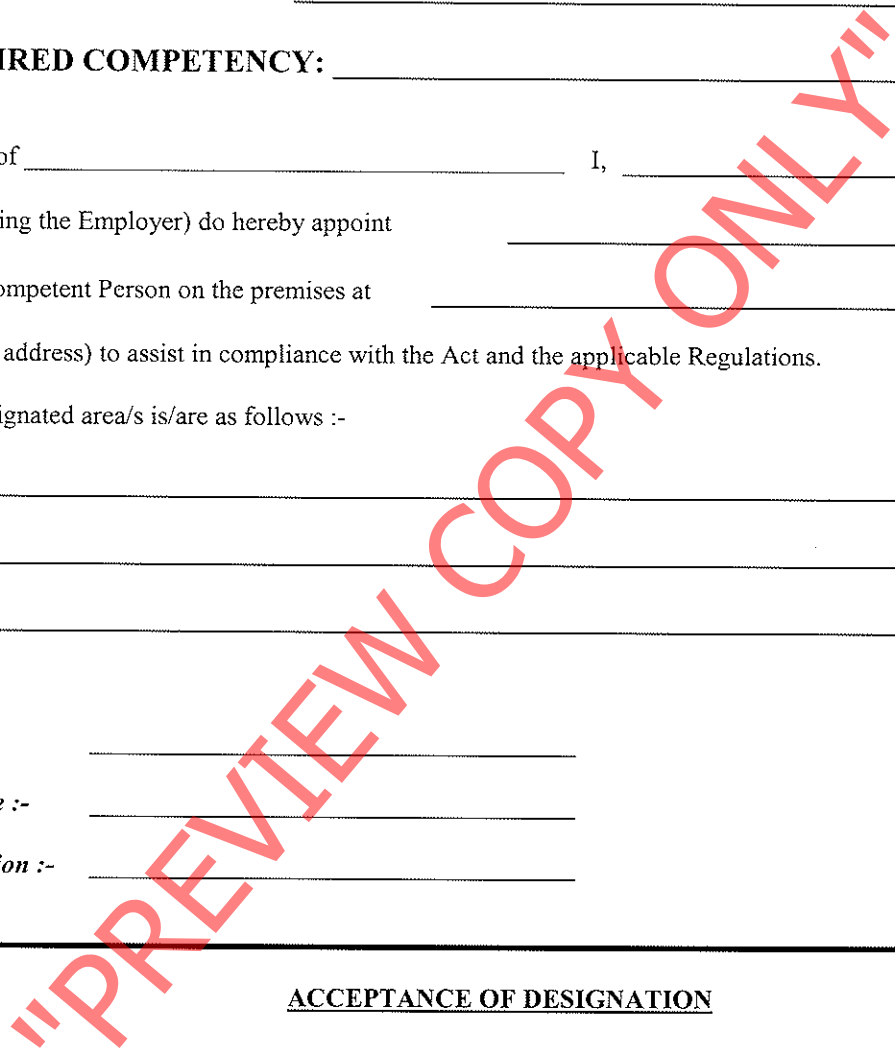 IRED COMPETENCY:
of I,
ing the Employer) do hereby appoint
ompetent Person on the premises at
address) to assist in compliance with the Act and the applicable Regulations.
ignated area/s is/are as follows :-
e :-
ion :-
ACCEPTANCE OF DESIGNATION
"PREVIEW COPY ONLY"